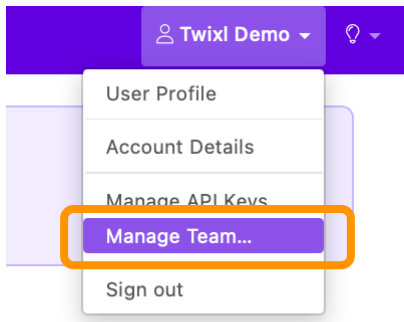 Twixl Demo
User Profile
Account Details
Manage API Keys
Manage Team...
Sign out